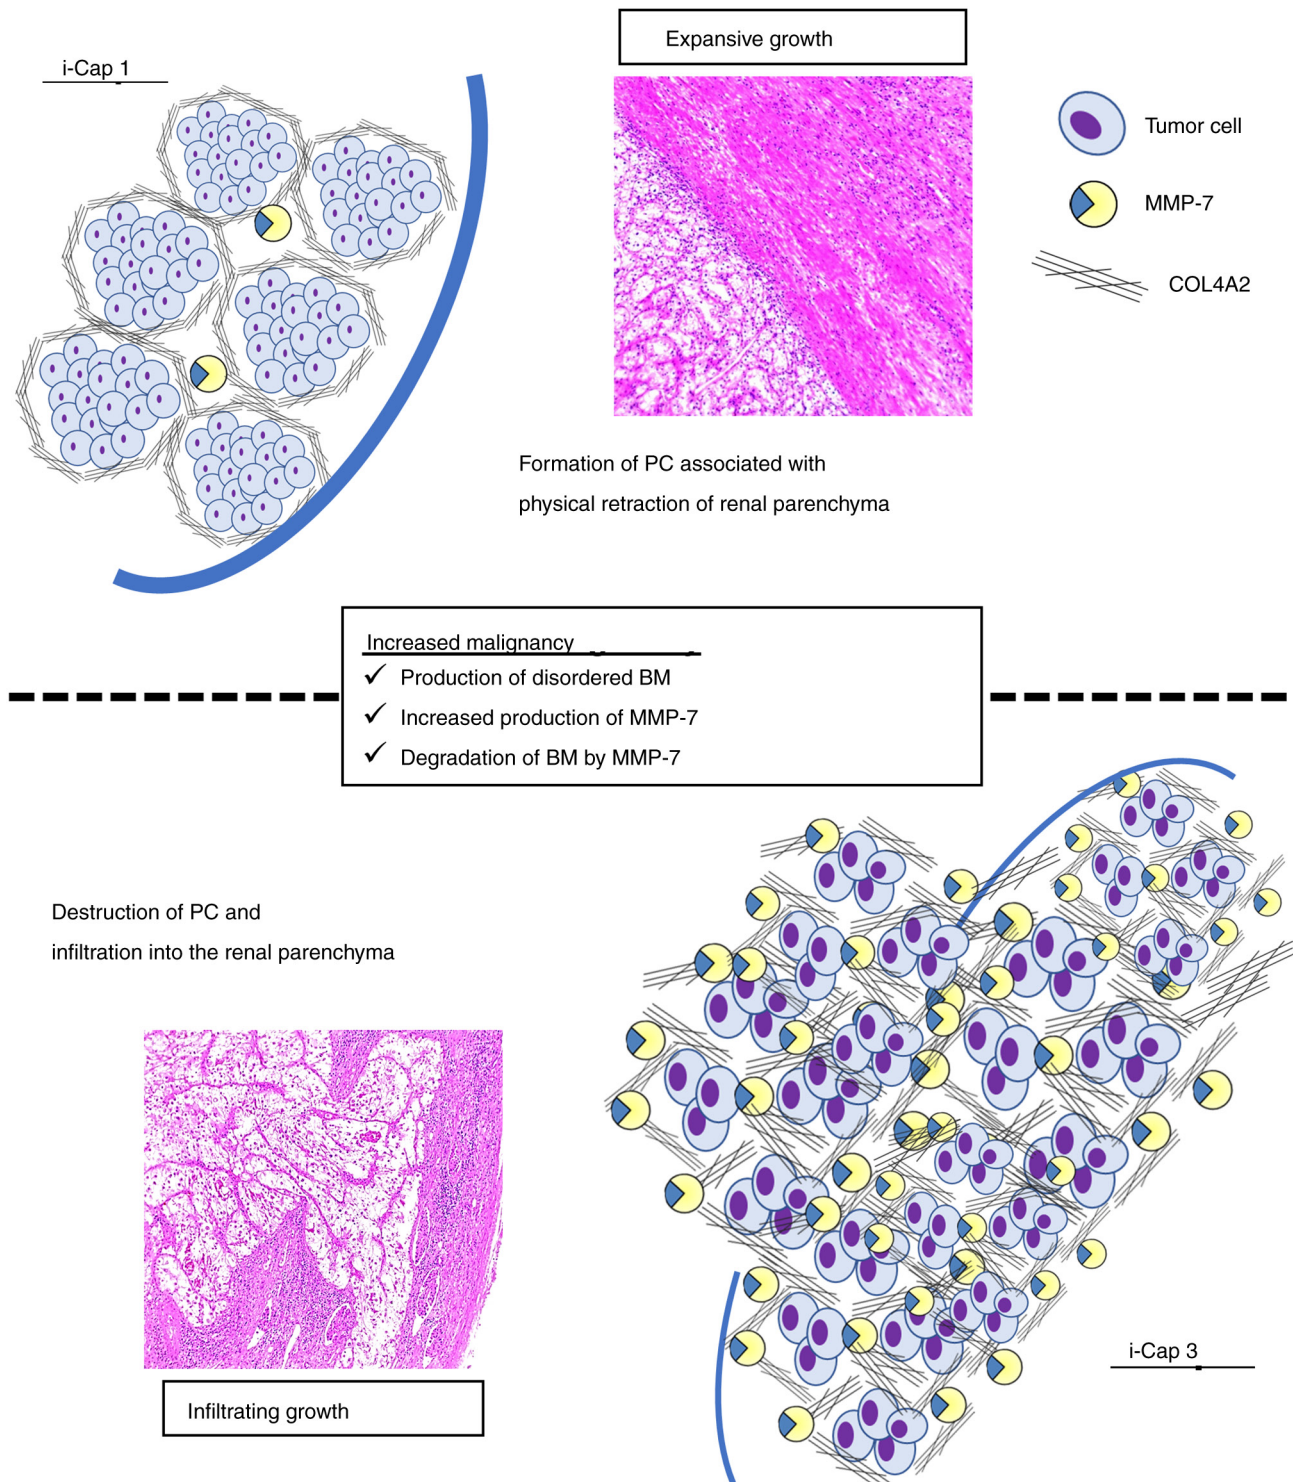 i-Cap 1
Expansive growth
Tumor cell
MMP-7
COL4A2
Formation of PC associated with
physical retraction of renal parenchyma
Increased malignancy
✓ Production of disordered BM
✓ Increased production of MMP-7
✓ Degradation of BM by MMP-7
Destruction of PC and
infiltration into the renal parenchyma
Infiltrating growth
i-Cap 3